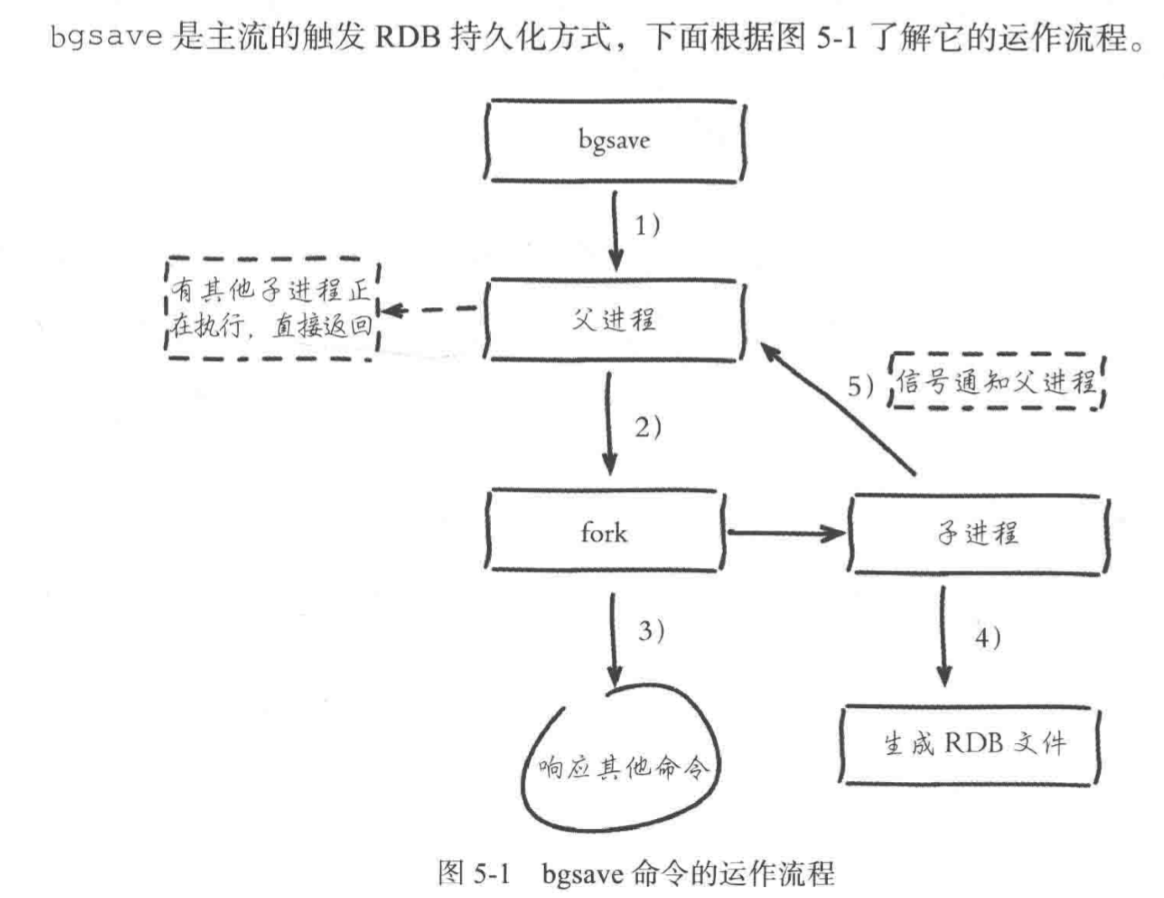 bgsave 是主流的触发 RDB 持久化方式，下面根据图 5-1 了解它的运作流程。
bgsave
1）
有其他子进程正
在执行，直接返回
父进程
5）
信号通知父进程
2）
fork
子进程
3）
4）
响应其他命令
生成 RDB 文件
图 5-1 bgsave 命令的运作流程